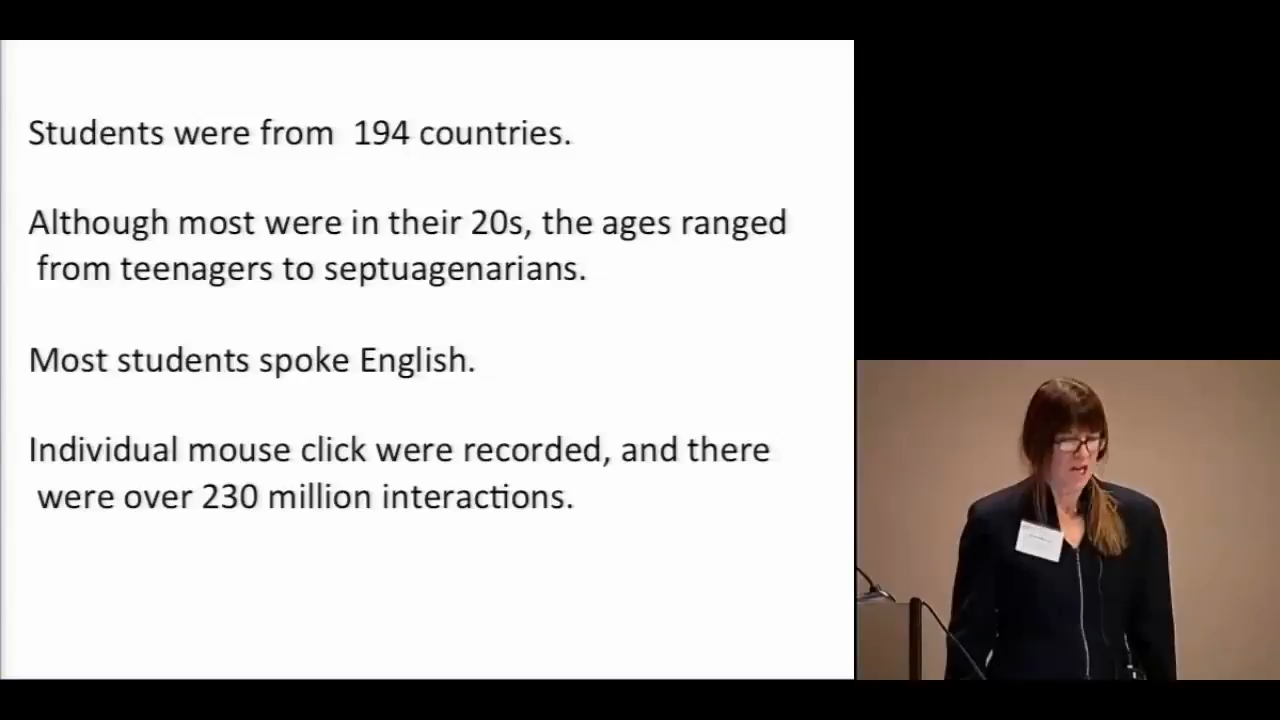 Students were from  194 countries.
Although most were in their 20s, the ages ranged
from teenagers to septuagenarians.
Most students spoke English.
Individual mouse click were recorded, and there
were over 230 million interactions.